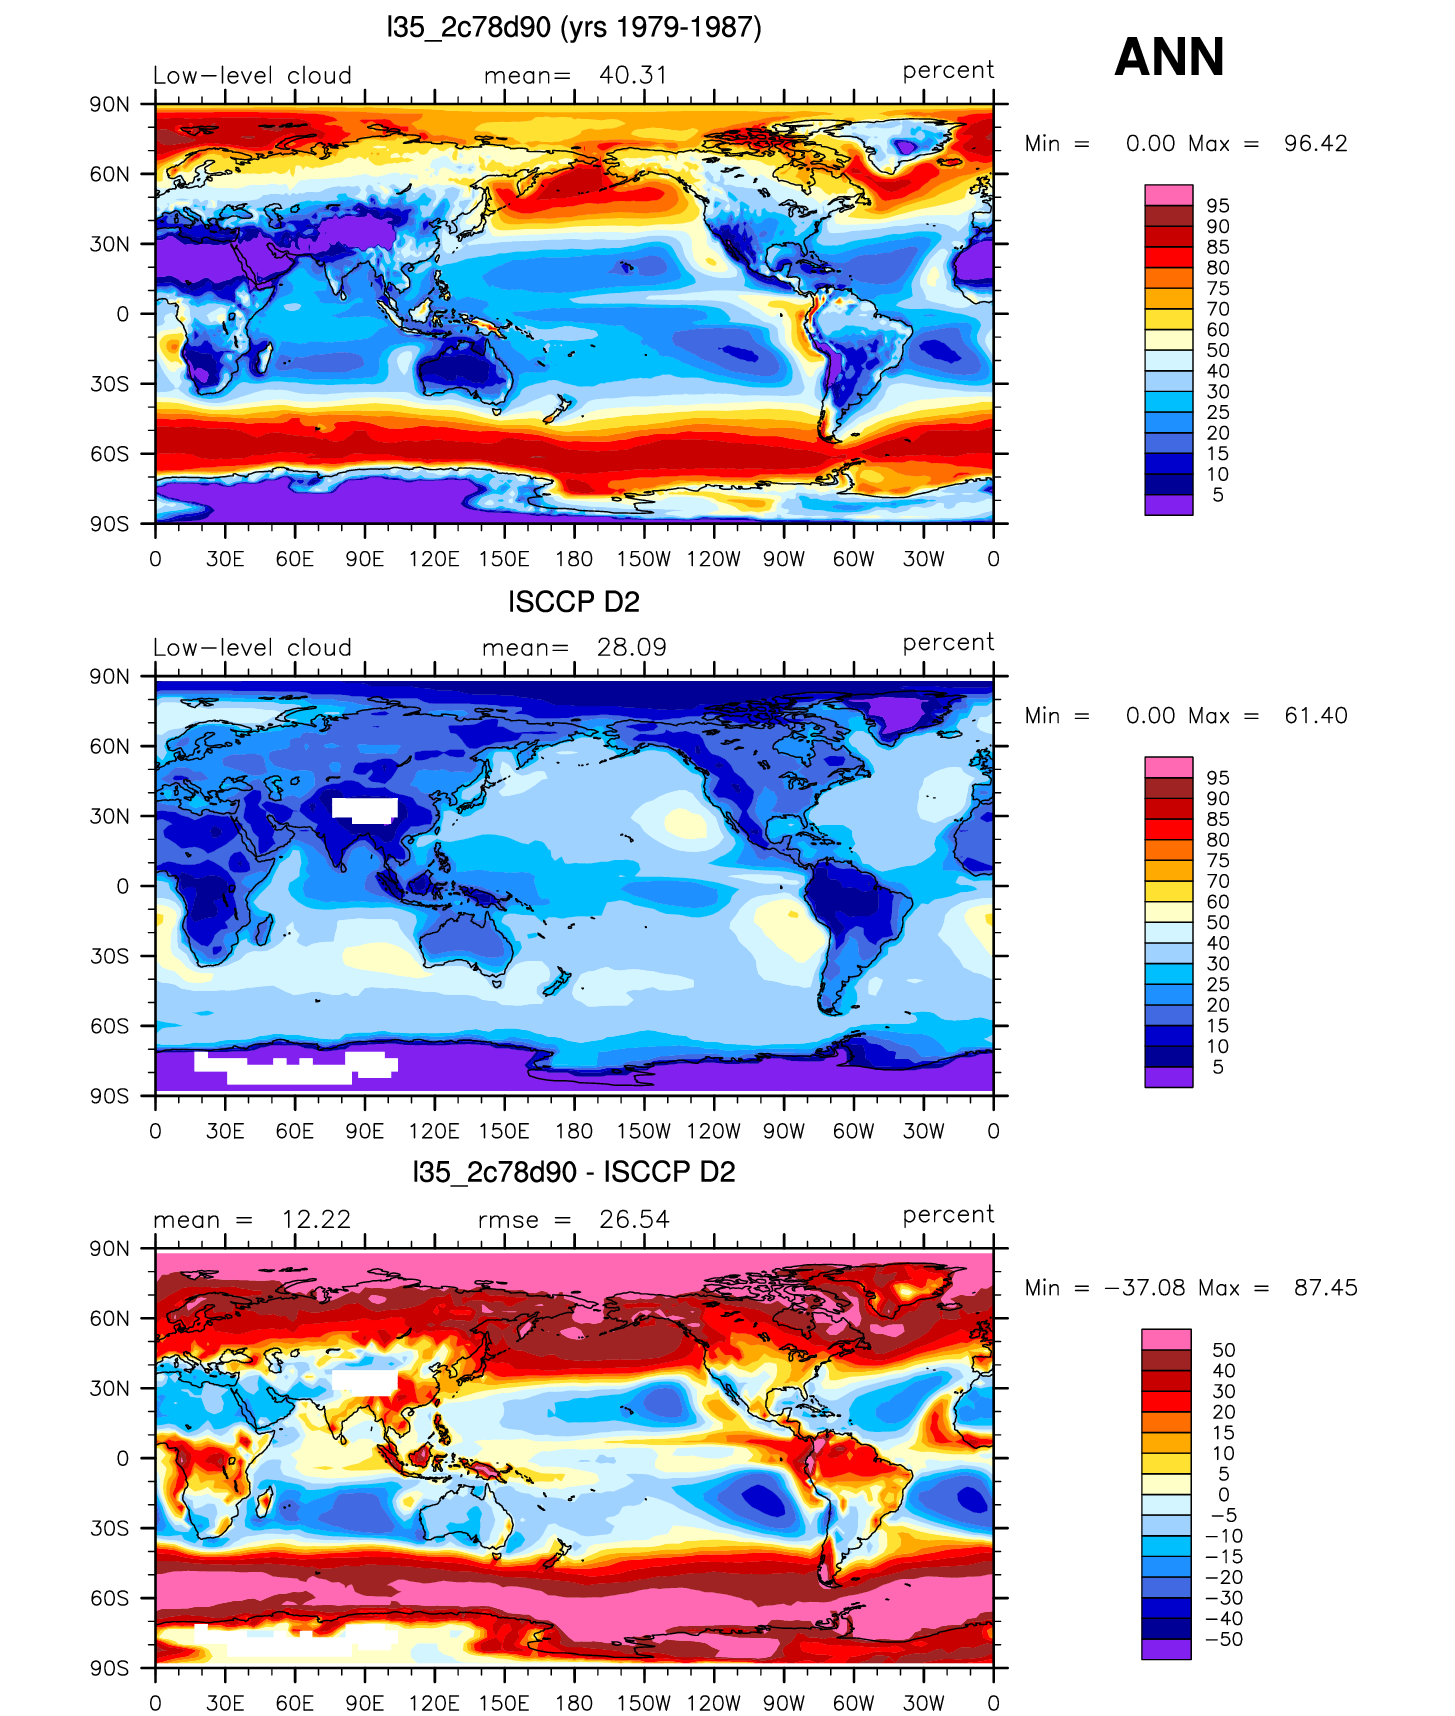 l35_2c78d90 (yrs 1979-1987)
ANN
Low-level cloud mean= 40.31 percent
Min = 0.00 Max = 96.42
90N
60N
30N
0
30S
60S
90S
0 30E 60E 90E 120E 150E 180 150W 120W 90W 60W 30W 0
95
90
85
80
75
70
60
50
40
30
25
20
15
10
5
ISCCP D2
Low-level cloud mean= 28.09 percent
Min = 0.00 Max = 61.40
90N
60N
30N
0
30S
60S
90S
0 30E 60E 90E 120E 150E 180 150W 120W 90W 60W 30W 0
95
90
85
80
75
70
60
50
40
30
25
20
15
10
5
l35_2c78d90 - ISCCP D2
mean = 12.22 rmse = 26.54 percent
Min = -37.08 Max = 87.45
90N
60N
30N
0
30S
60S
90S
0 30E 60E 90E 120E 150E 180 150W 120W 90W 60W 30W 0
50
40
30
20
15
10
5
0
-5
-10
-15
-20
-30
-40
-50